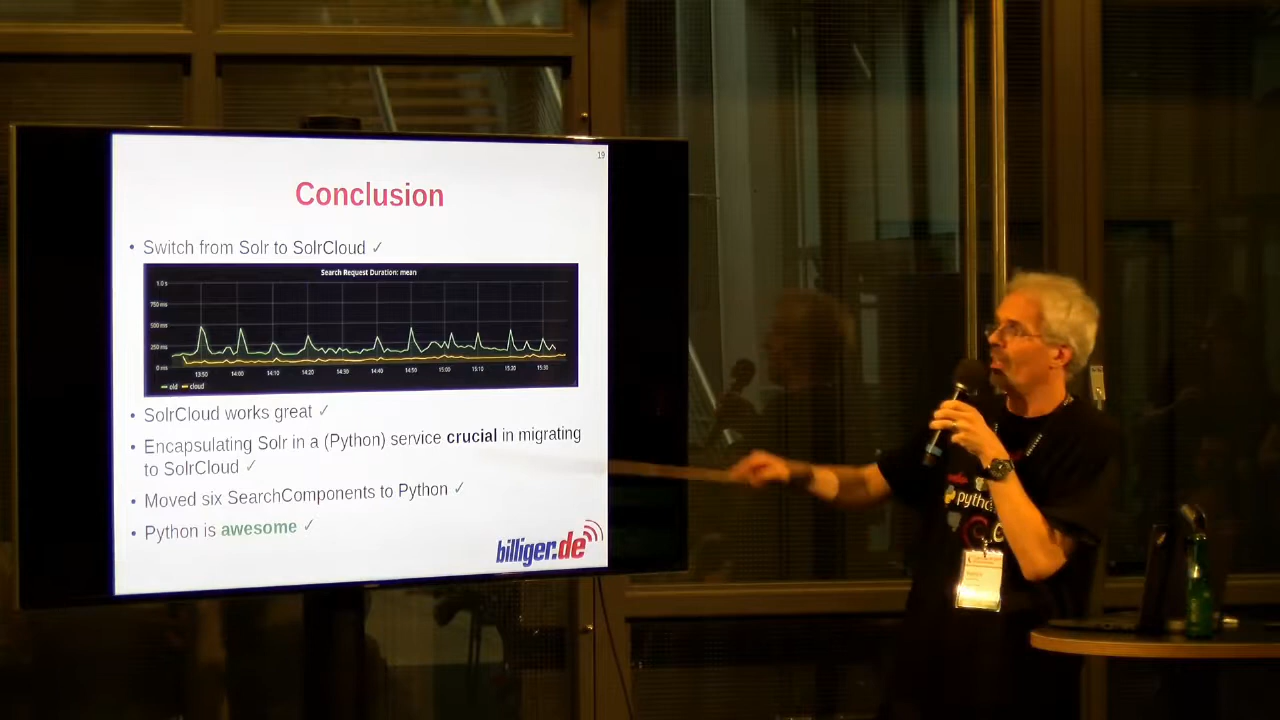 19
Conclusion
• Switch from Solr to SolrCloud ✓
Search Request Duration: mean
1.0 s
750 ms
500 ms
250 ms
0 ms
13:50 14:00 14:10 14:20 14:30 14:40 14:50 15:00 15:10 15:20 15:30
old cloud
• SolrCloud works great ✓
• Encapsulating Solr in a (Python) service crucial in migrating
to SolrCloud ✓
• Moved six SearchComponents to Python ✓
• Python is awesome ✓
billiger.de
python